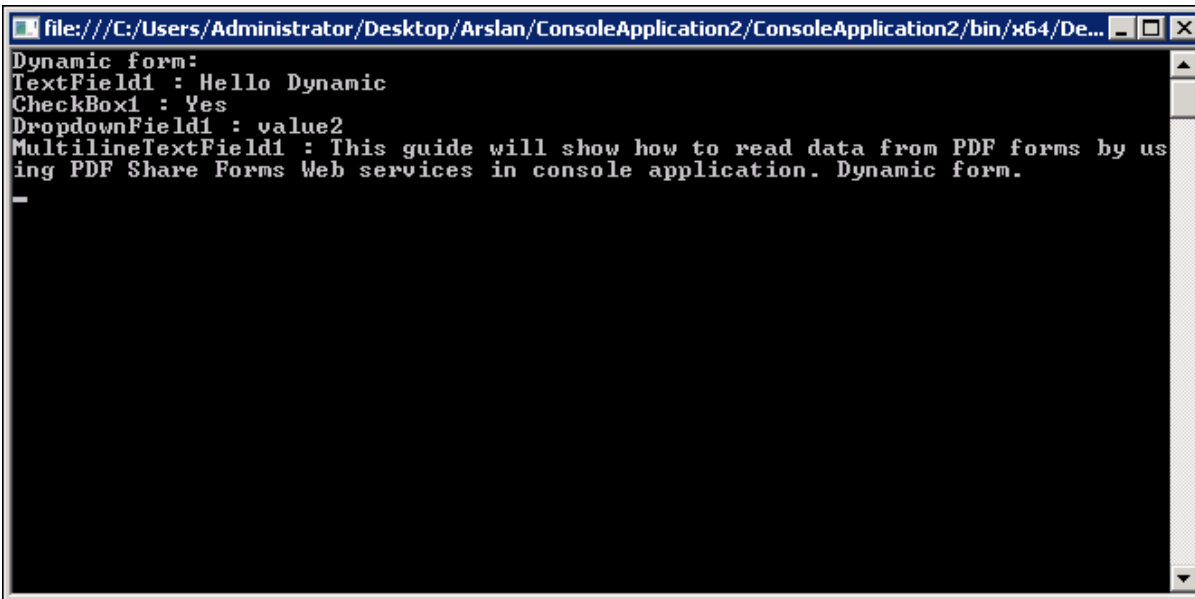 file:///C:/Users/Administrator/Desktop/Arslan/ConsoleApplication2/ConsoleApplication2/bin/x64/De...
Dynamic form:
TextField1 : Hello Dynamic
CheckBox1 : Yes
DropdownField1 : value2
MultilineTextField1 : This guide will show how to read data from PDF forms by us
ing PDF Share Forms Web services in console application. Dynamic form.